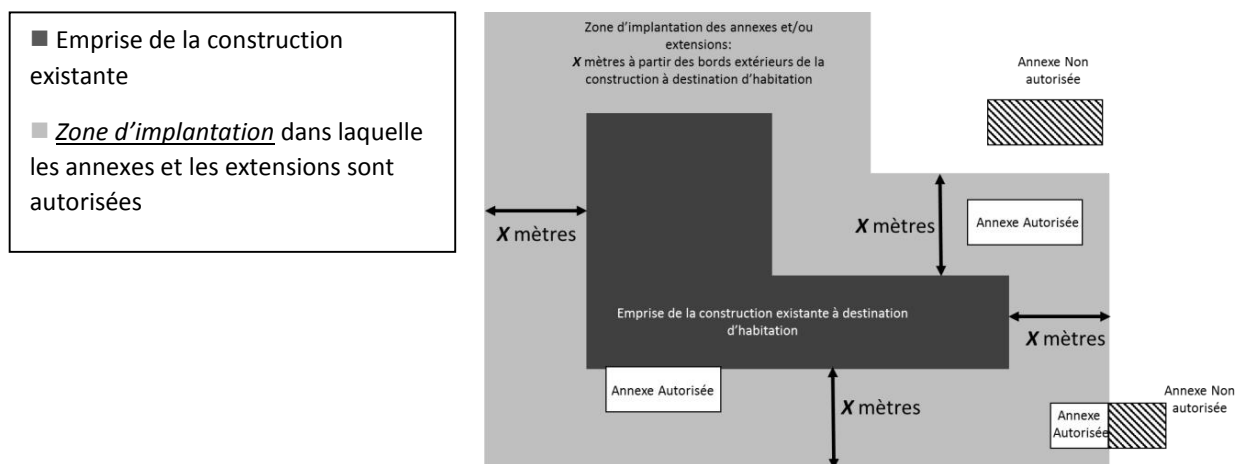 Emprise de la construction
existante
Zone d'implantation dans laquelle
les annexes et les extensions sont
autorisées
Zone d'implantation des annexes et/ou
extensions:
X mètres à partir des bords extérieurs de la
construction à destination d'habitation
Annexe Non
autorisée
X mètres
X mètres
Annexe Autorisée
Emprise de la construction existante à destination
d'habitation
X mètres
Annexe Autorisée
X mètres
Annexe
Autorisée
Annexe Non
autorisée